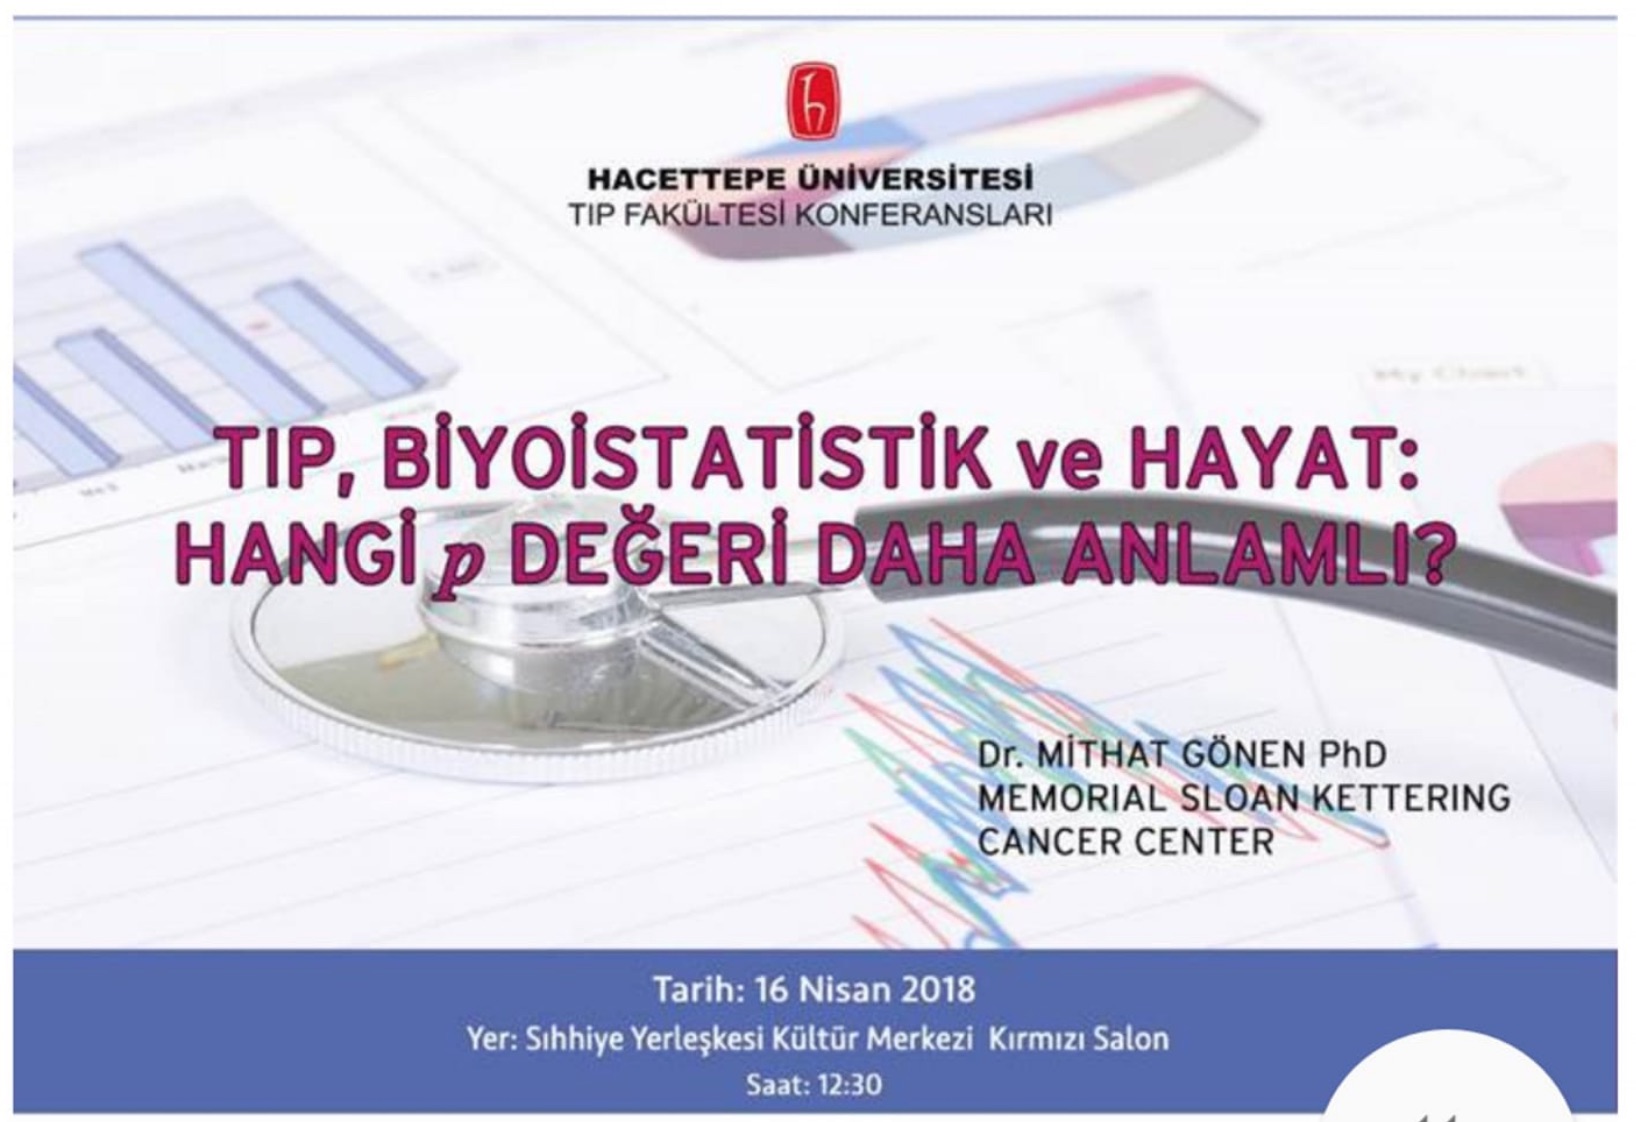 HACETTEPE ÜNİVERSİTESİ
TIP FAKÜLTESİ KONFERANSLARI
TIP, BİYOİSTATİSTİK ve HAYAT:
HANGİ p DEĞERİ DAHA ANLAMLI?
Dr. MİTHAT GÖNEN PhD
MEMORIAL SLOAN KETTERING
CANCER CENTER
Tarih: 16 Nisan 2018
Yer: Sıhhiye Yerleşkesi Kültür Merkezi Kırmızı Salon
Saat: 12:30